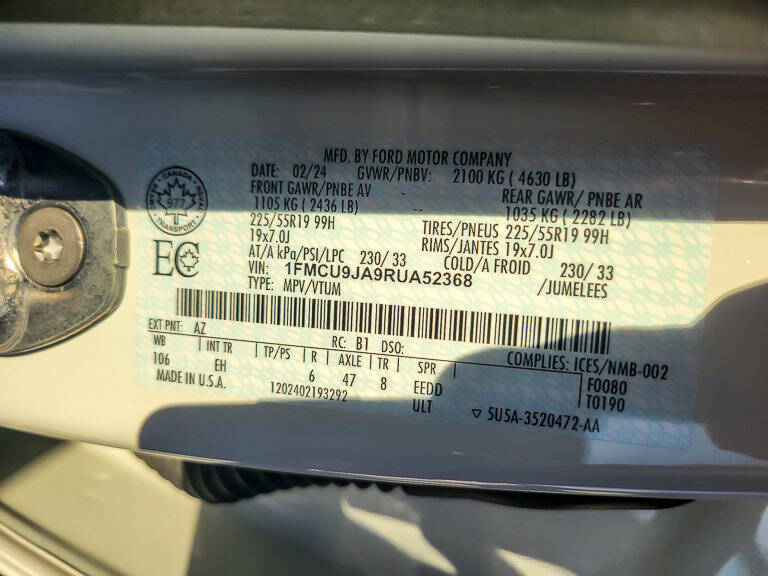 MFD. BY FORD MOTOR COMPANY
DATE: 02/24 GVWR/PNBV: 2100 KG ( 4630 LB)
FRONT GAWR/PNBE AV - REAR GAWR/ PNBE AR
1105 KG ( 2436 LB) -- 1035 KG ( 2282 LB)
225/55R19 99H TIRES/PNEUS 225/55R19 99H
19x7.0J RIMS/JANTES 19x7.0J
AT/A kPa/PSI/LPC 230/ 33 COLD/A FROID 230/ 33
VIN: 1FMCU9JA9RUA52368 /JUMELEES
TYPE: MPV/VTUM
CANADA
977
TRANSPORT
EC
EXT PNT: AZ RC: B1 DSO: COMPLIES: ICES/NMB-002
WB INT TR TP/PS R AXLE TR SPR F0080
106 EH 6 47 8 EEDD T0190
MADE IN U.S.A. 1202402193292 ULT ▽ 5U5A-3520472-AA